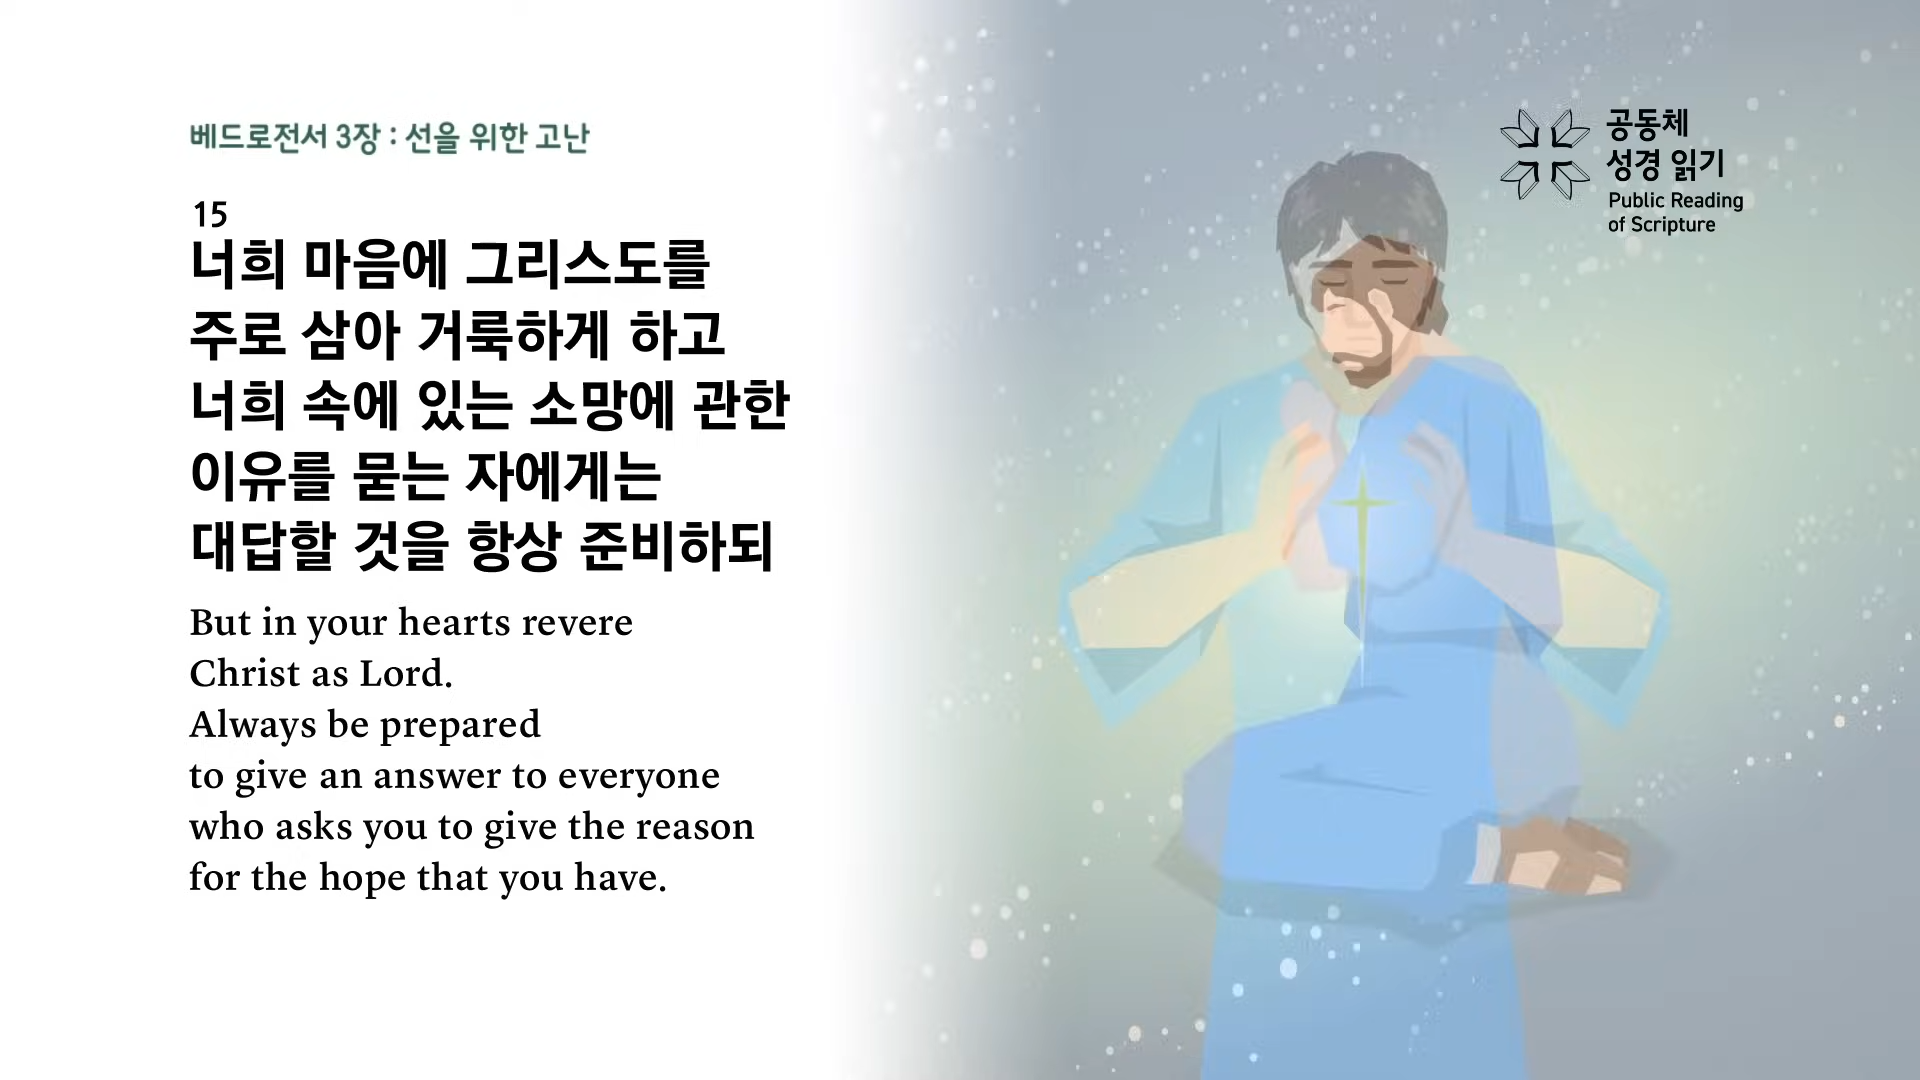 베드로전서 3장 : 선을 위한 고난
15
너희 마음에 그리스도를
주로 삼아 거룩하게 하고
너희 속에 있는 소망에 관한
이유를 묻는 자에게는
대답할 것을 항상 준비하되
But in your hearts revere
Christ as Lord.
Always be prepared
to give an answer to everyone
who asks you to give the reason
for the hope that you have.
공동체
성경 읽기
Public Reading
of Scripture